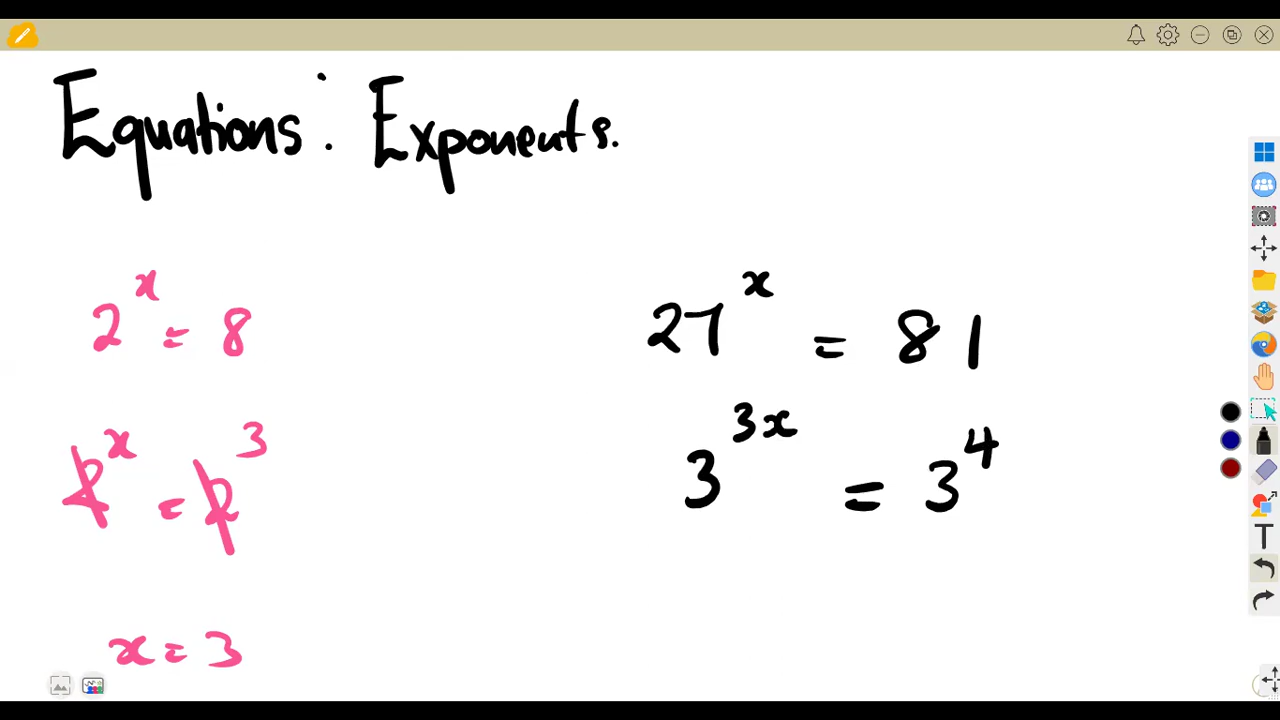 Equations: Exponents.
2^x = 8
2^x = 2^3
x = 3
27^x = 81
3^3x = 3^4
T